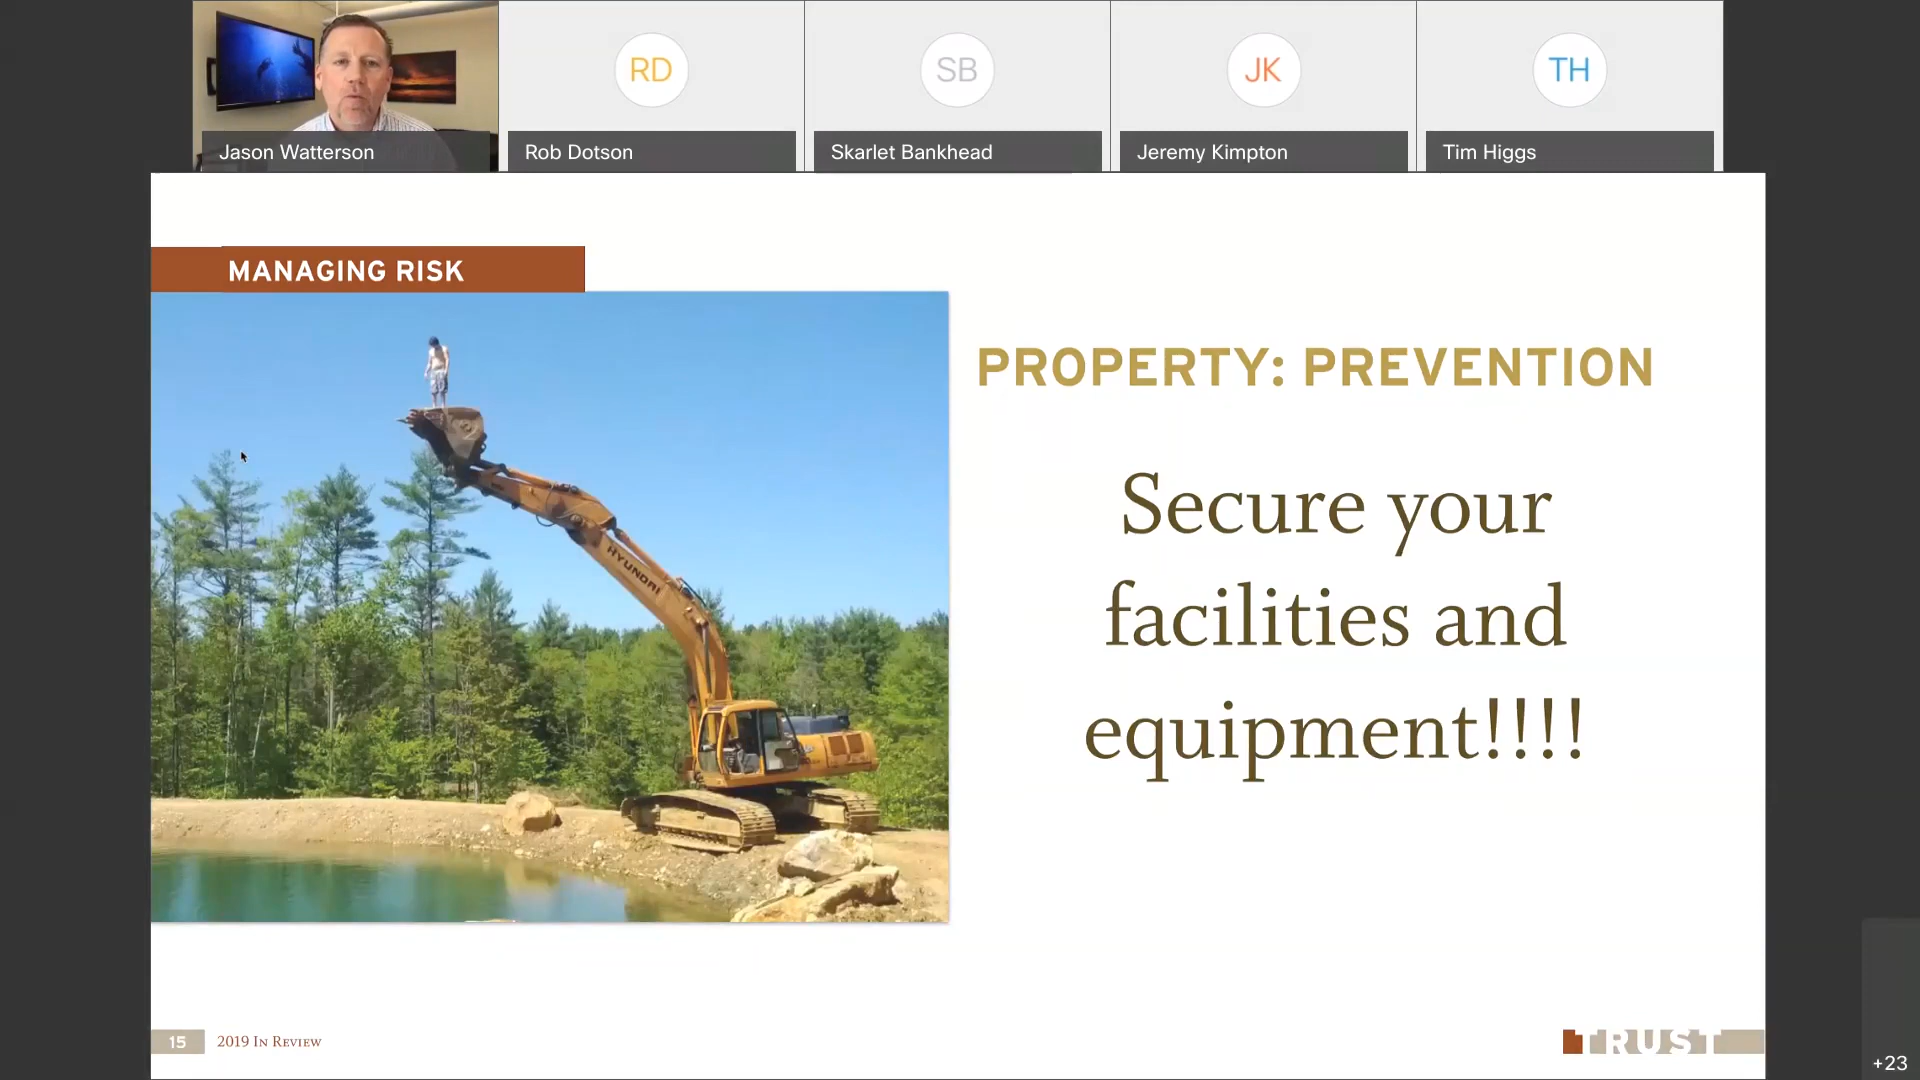 RD
SB
JK
TH
Jason Watterson
Rob Dotson
Skarlet Bankhead
Jeremy Kimpton
Tim Higgs
MANAGING RISK
HYUNDAI
PROPERTY: PREVENTION
Secure your
facilities and
equipment!!!!
15
2019 In Review
TRUST
+23